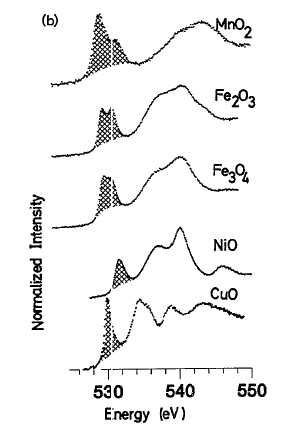 (b)
MnO₂
Fe₂O₃
Fe₃O₄
NiO
CuO
Normalized Intensity
530 540 550
Energy (eV)